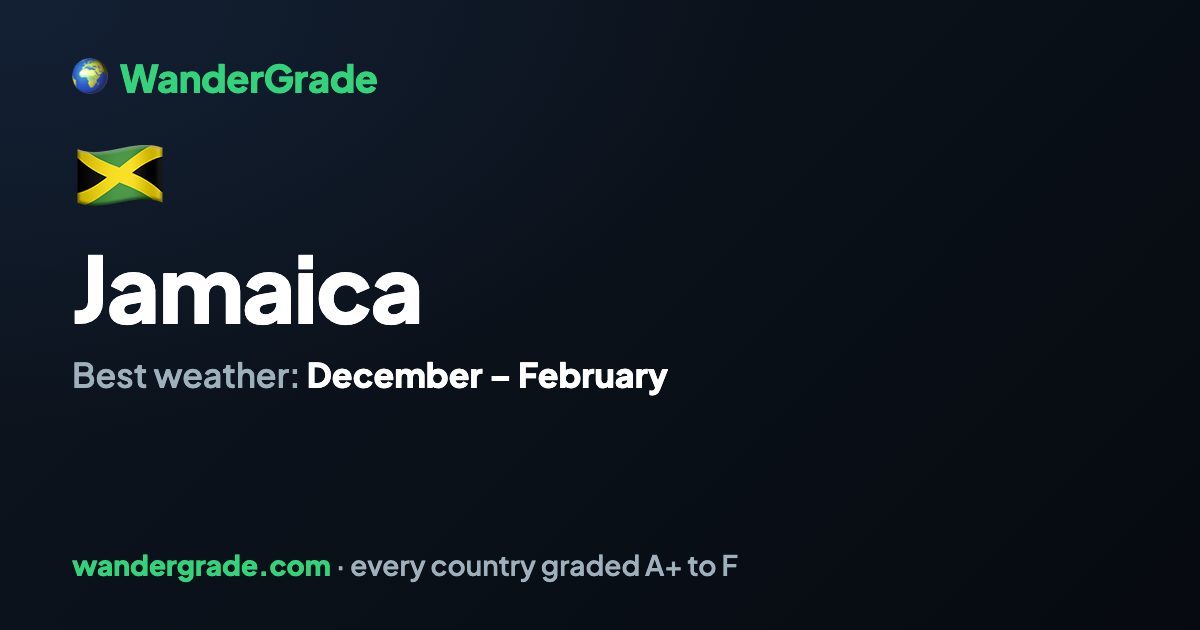 WanderGrade
Jamaica
Best weather: December – February
wandergrade.com · every country graded A+ to F